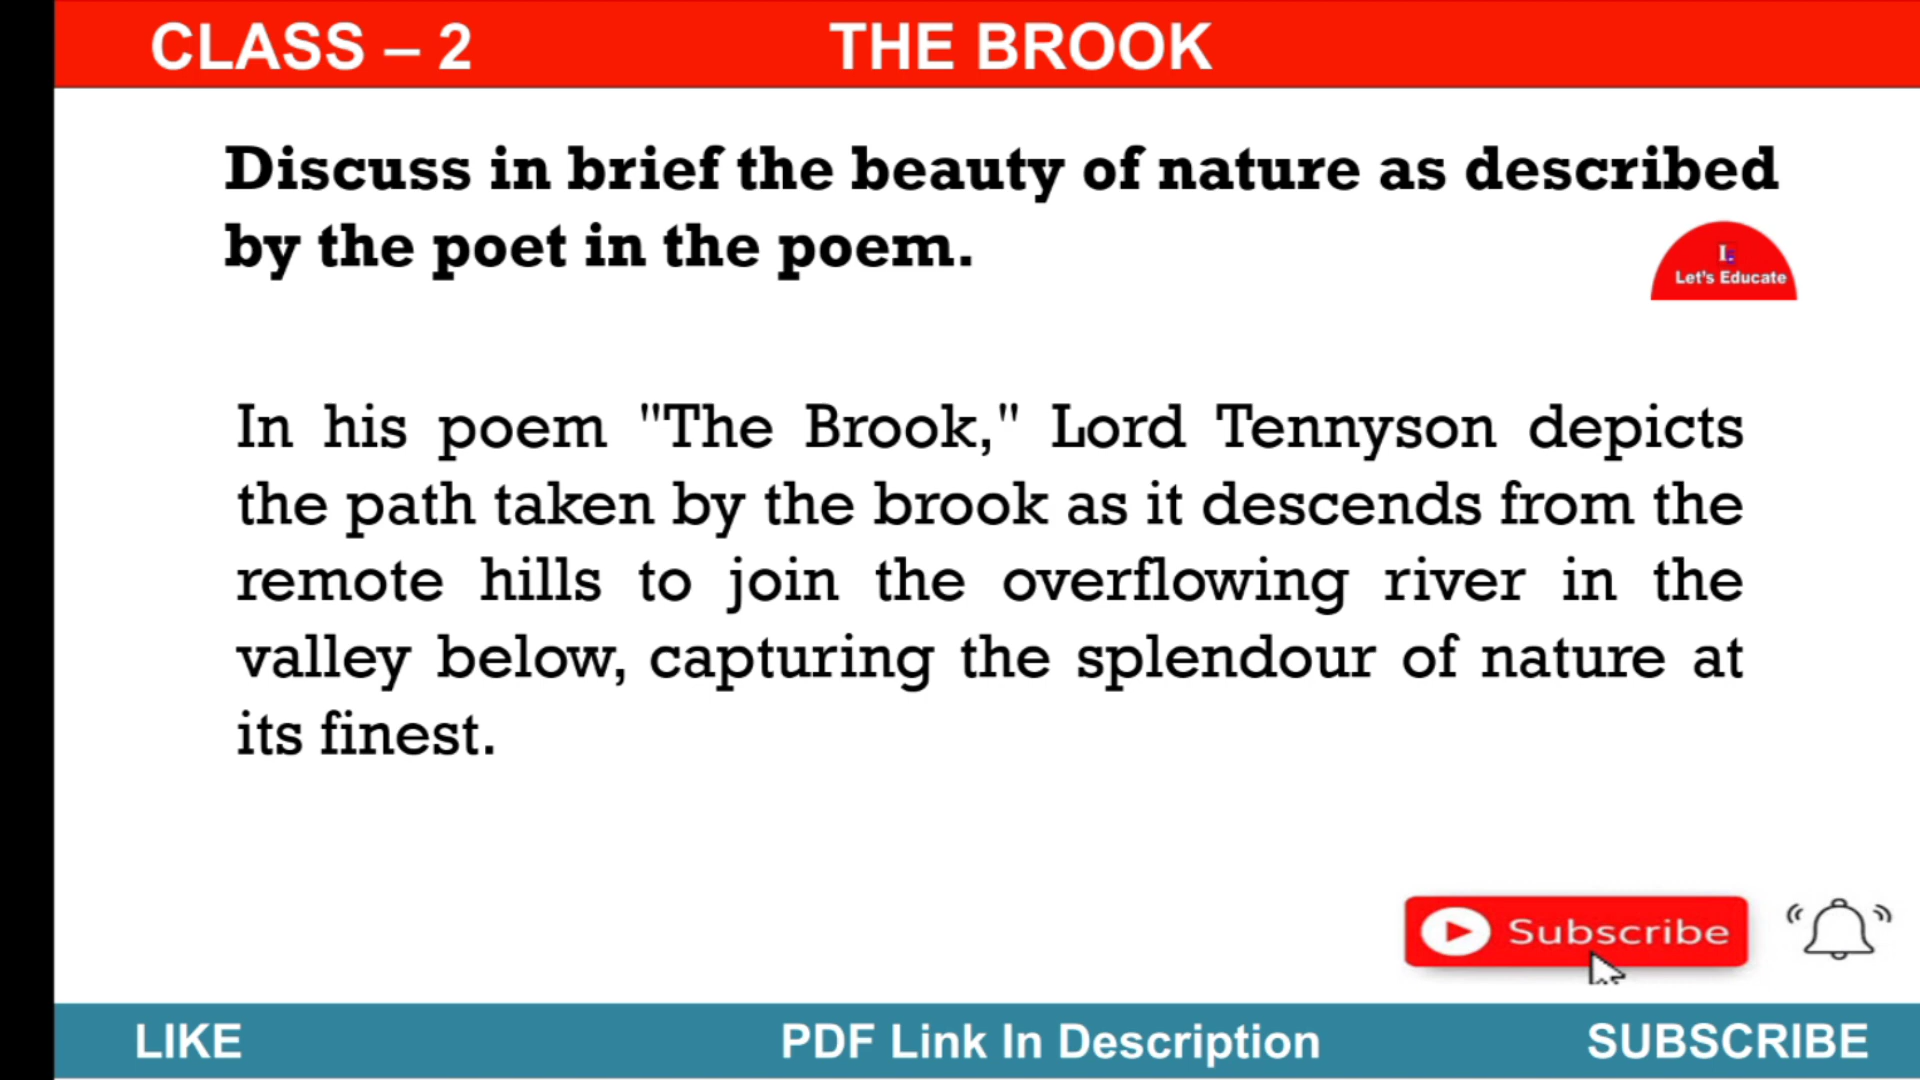 CLASS – 2 THE BROOK
Discuss in brief the beauty of nature as described
by the poet in the poem.
Let's Educate
In his poem "The Brook," Lord Tennyson depicts
the path taken by the brook as it descends from the
remote hills to join the overflowing river in the
valley below, capturing the splendour of nature at
its finest.
Subscribe
LIKE PDF Link In Description SUBSCRIBE